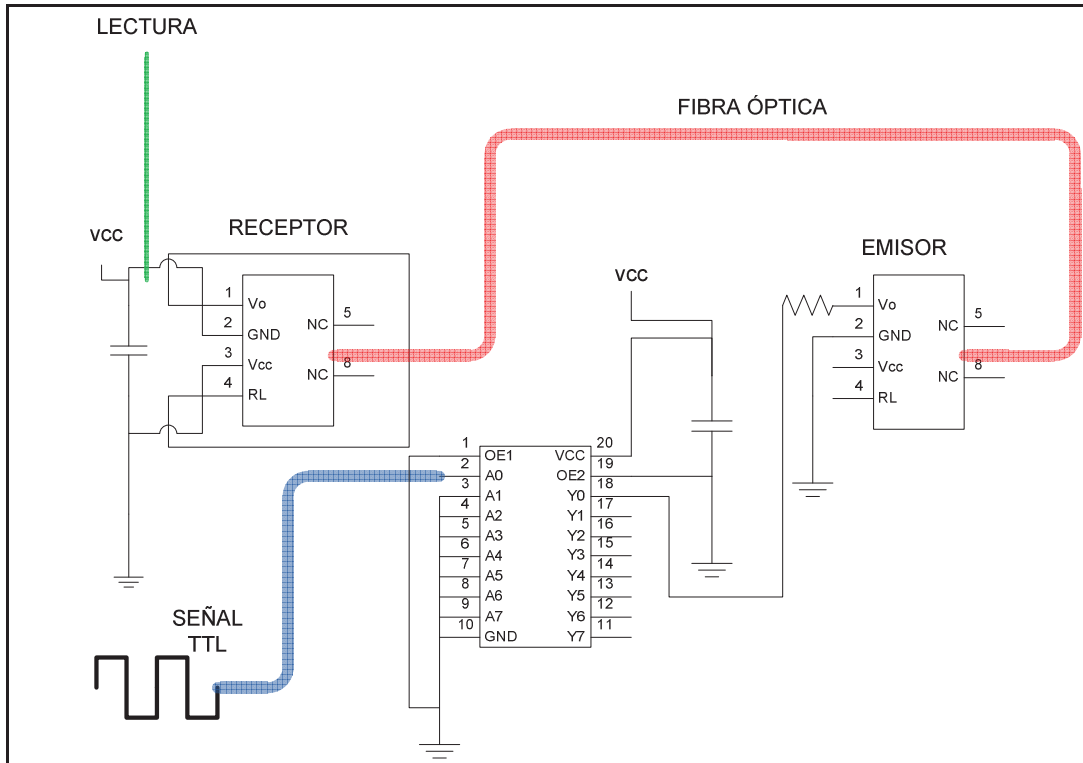 LECTURA
FIBRA ÓPTICA
RECEPTOR
EMISOR
VCC
VCC
1 Vo
2 GND
3 Vcc
4 RL
NC 5
NC 8
1 Vo
2 GND
3 Vcc
4 RL
NC 5
NC 8
1 OE1 VCC 20
2 A0 OE2 19
3 A1 Y0 18
4 A2 Y1 17
5 A3 Y2 16
6 A4 Y3 15
7 A5 Y4 14
8 A6 Y5 13
9 A7 Y6 12
10 GND Y7 11
SEÑAL
TTL